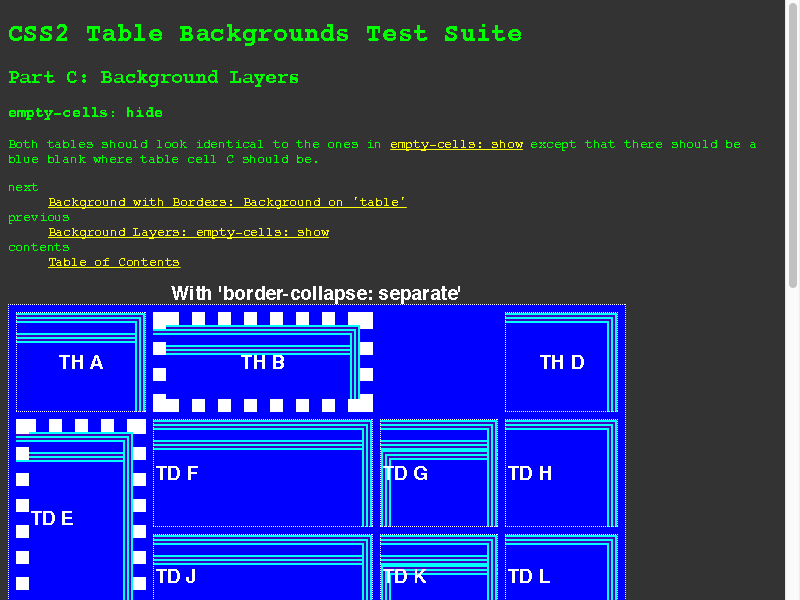 CSS2 Table Backgrounds Test Suite
Part C: Background Layers
empty-cells: hide
Both tables should look identical to the ones in empty-cells: show except that there should be a
blue blank where table cell C should be.
next
Background with Borders: Background on 'table'
previous
Background Layers: empty-cells: show
contents
Table of Contents
With 'border-collapse: separate'
TH A TH B TH D
TD E TD F TD G TD H
TD J TD K TD L